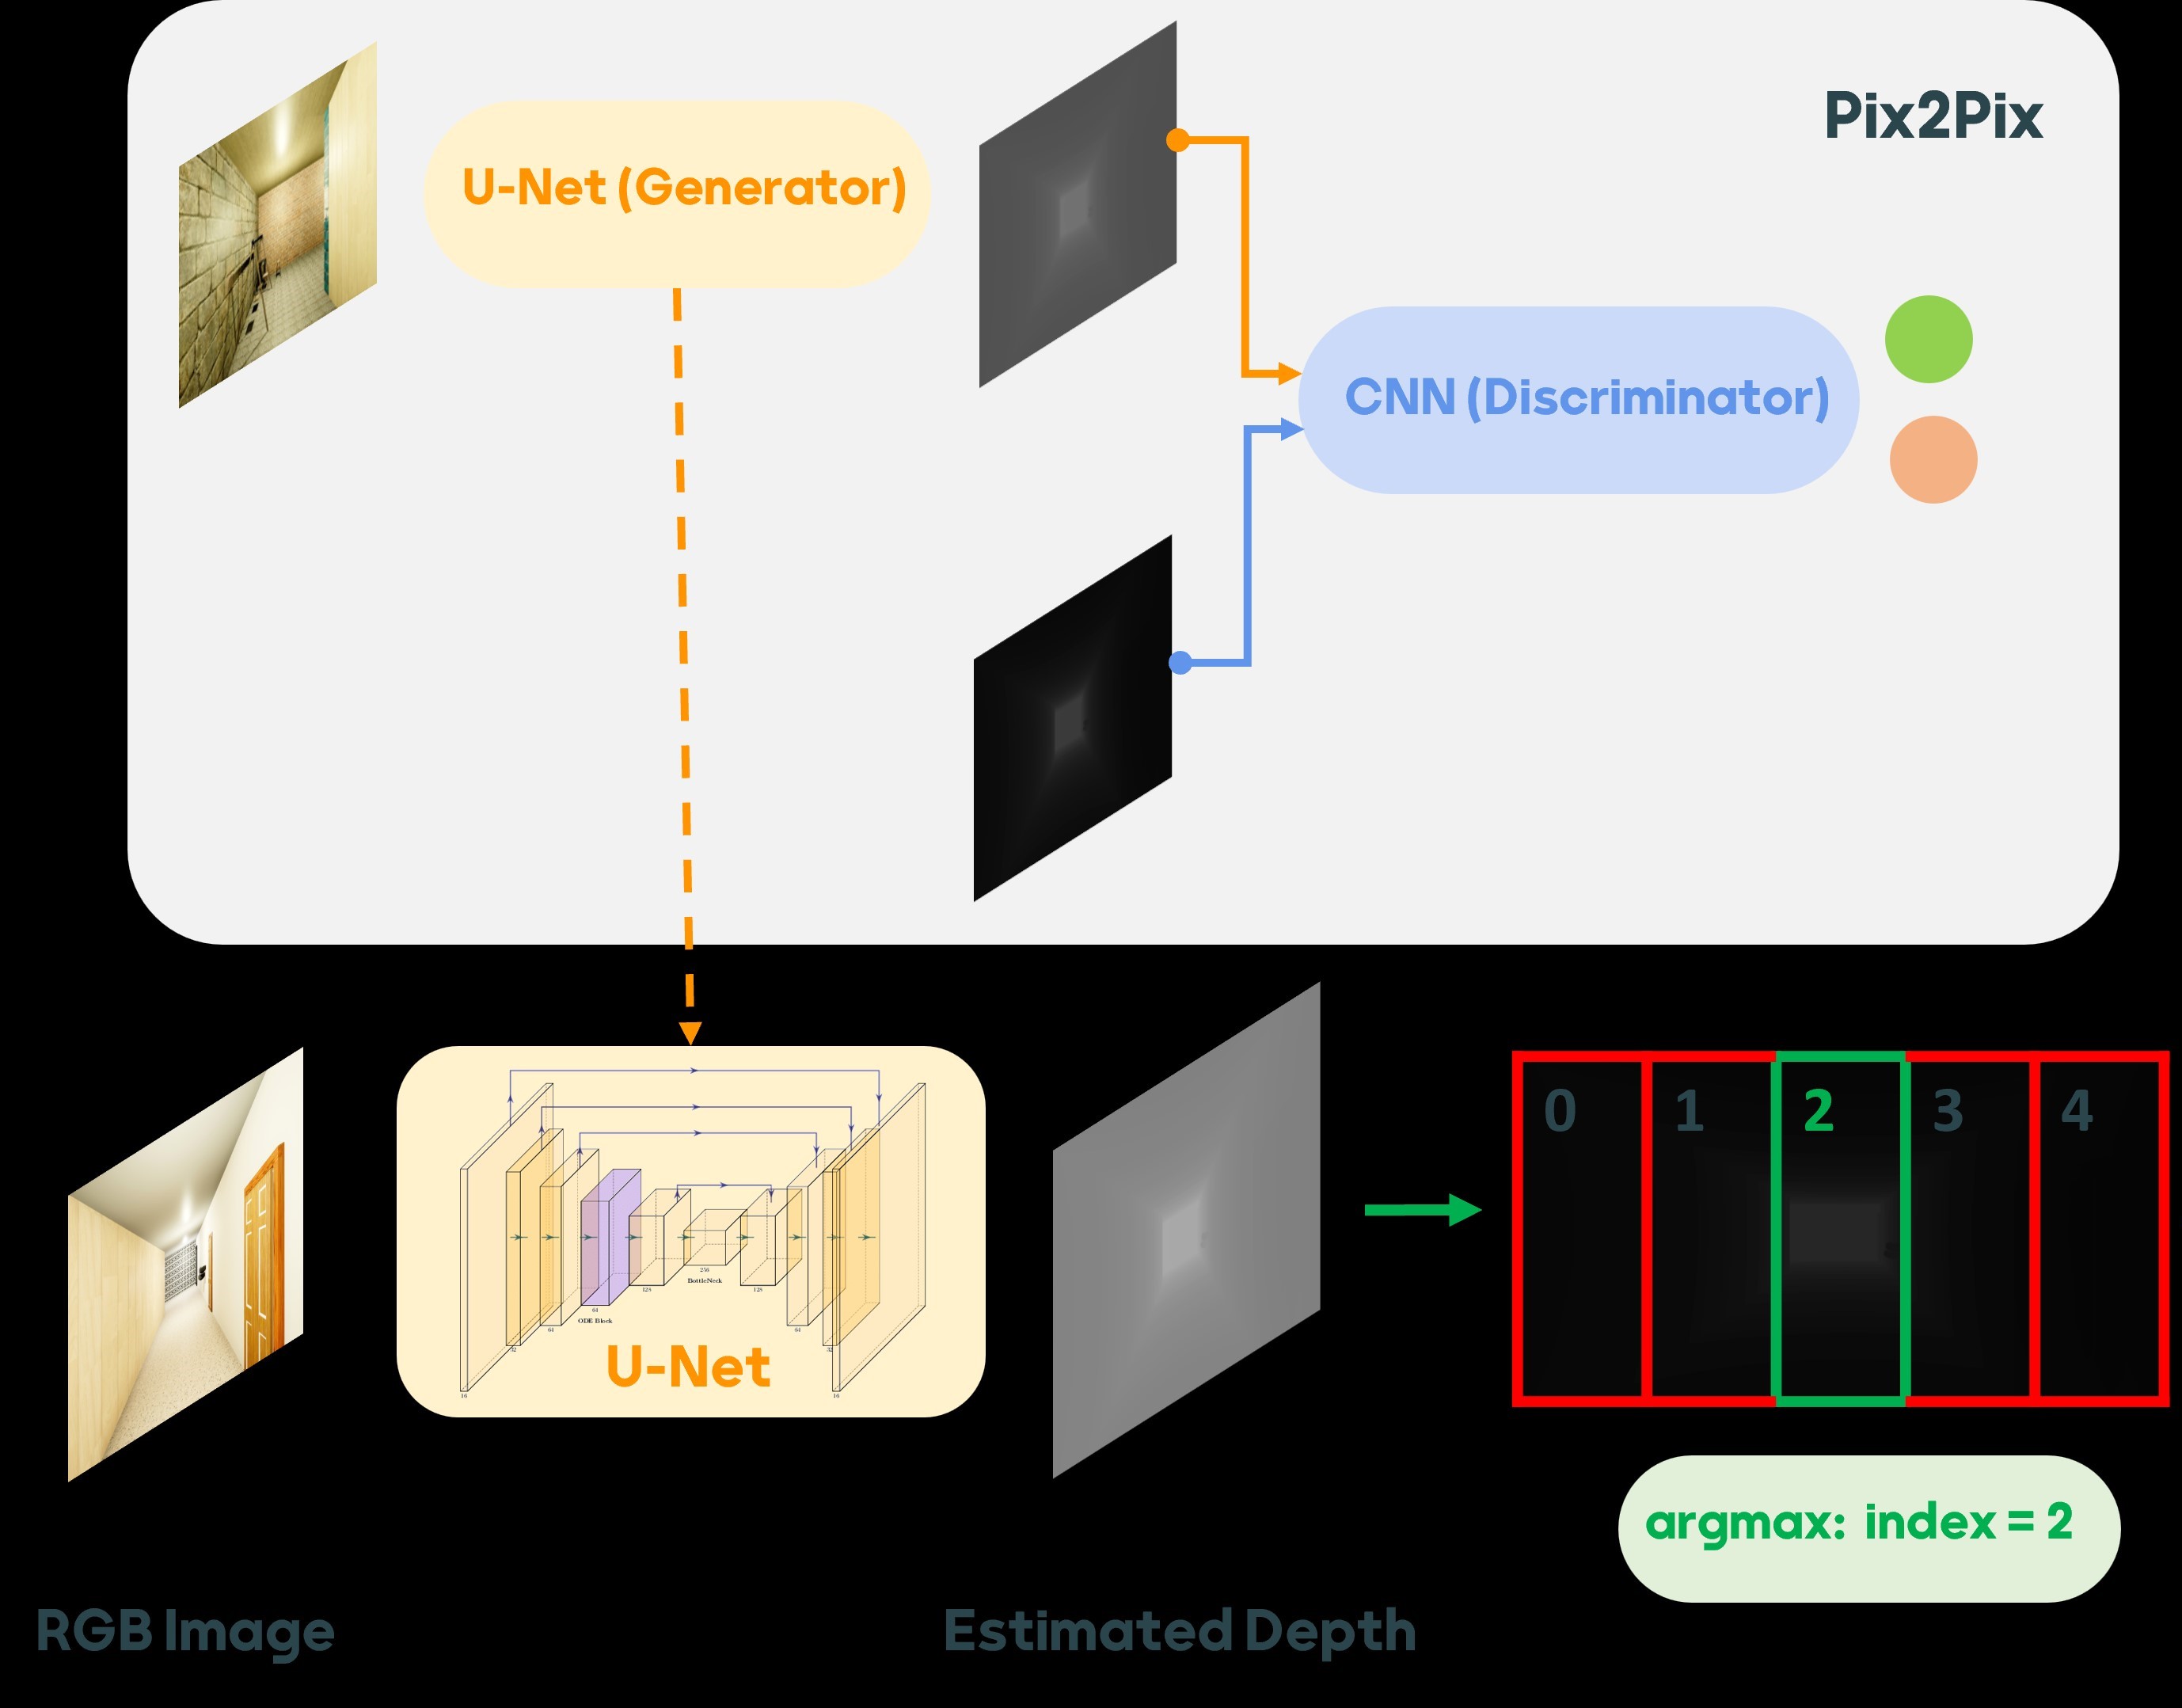 Pix2Pix
U-Net (Generator)
CNN (Discriminator)
0 1 2 3 4
256
BottleNeck
128
128
64
ODE Block
64
64
32
32
U-Net
16
16
argmax: index = 2
RGB Image
Estimated Depth